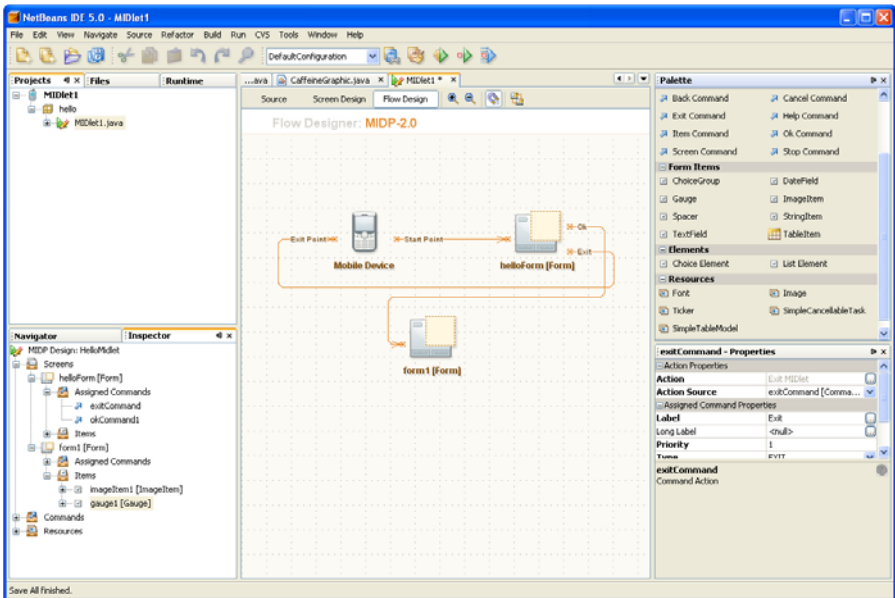 NetBeans IDE 5.0 - MIDlet1
File Edit View Navigate Source Refactor Build Run CVS Tools Window Help
DefaultConfiguration
Projects Files Runtime
MIDlet1
hello
MIDlet1.java
Navigator Inspector
MIDP Design: HelloMidlet
Screens
helloForm [Form]
Assigned Commands
exitCommand
okCommand1
Items
form1 [Form]
Assigned Commands
Items
imageItem1 [ImageItem]
gauge1 [Gauge]
Commands
Resources
...ava CaffeineGraphic.java MIDlet1 *
Source Screen Design Flow Design
Flow Designer: MIDP-2.0
Ok
Exit Point Start Point
Exit
Mobile Device helloForm [Form]
form1 [Form]
Palette
Back Command Cancel Command
Exit Command Help Command
Item Command Ok Command
Screen Command Stop Command
Form Items
ChoiceGroup DateField
Gauge ImageItem
Spacer StringItem
TextField TableItem
Elements
Choice Element List Element
Resources
Font Image
Ticker SimpleCancellableTask
SimpleTableModel
exitCommand - Properties
Action Properties
Action Exit MIDlet
Action Source exitCommand [Comma...
Assigned Command Properties
Label Exit
Long Label <null>
Priority 1
Type EXIT
exitCommand
Command Action
Save All finished.